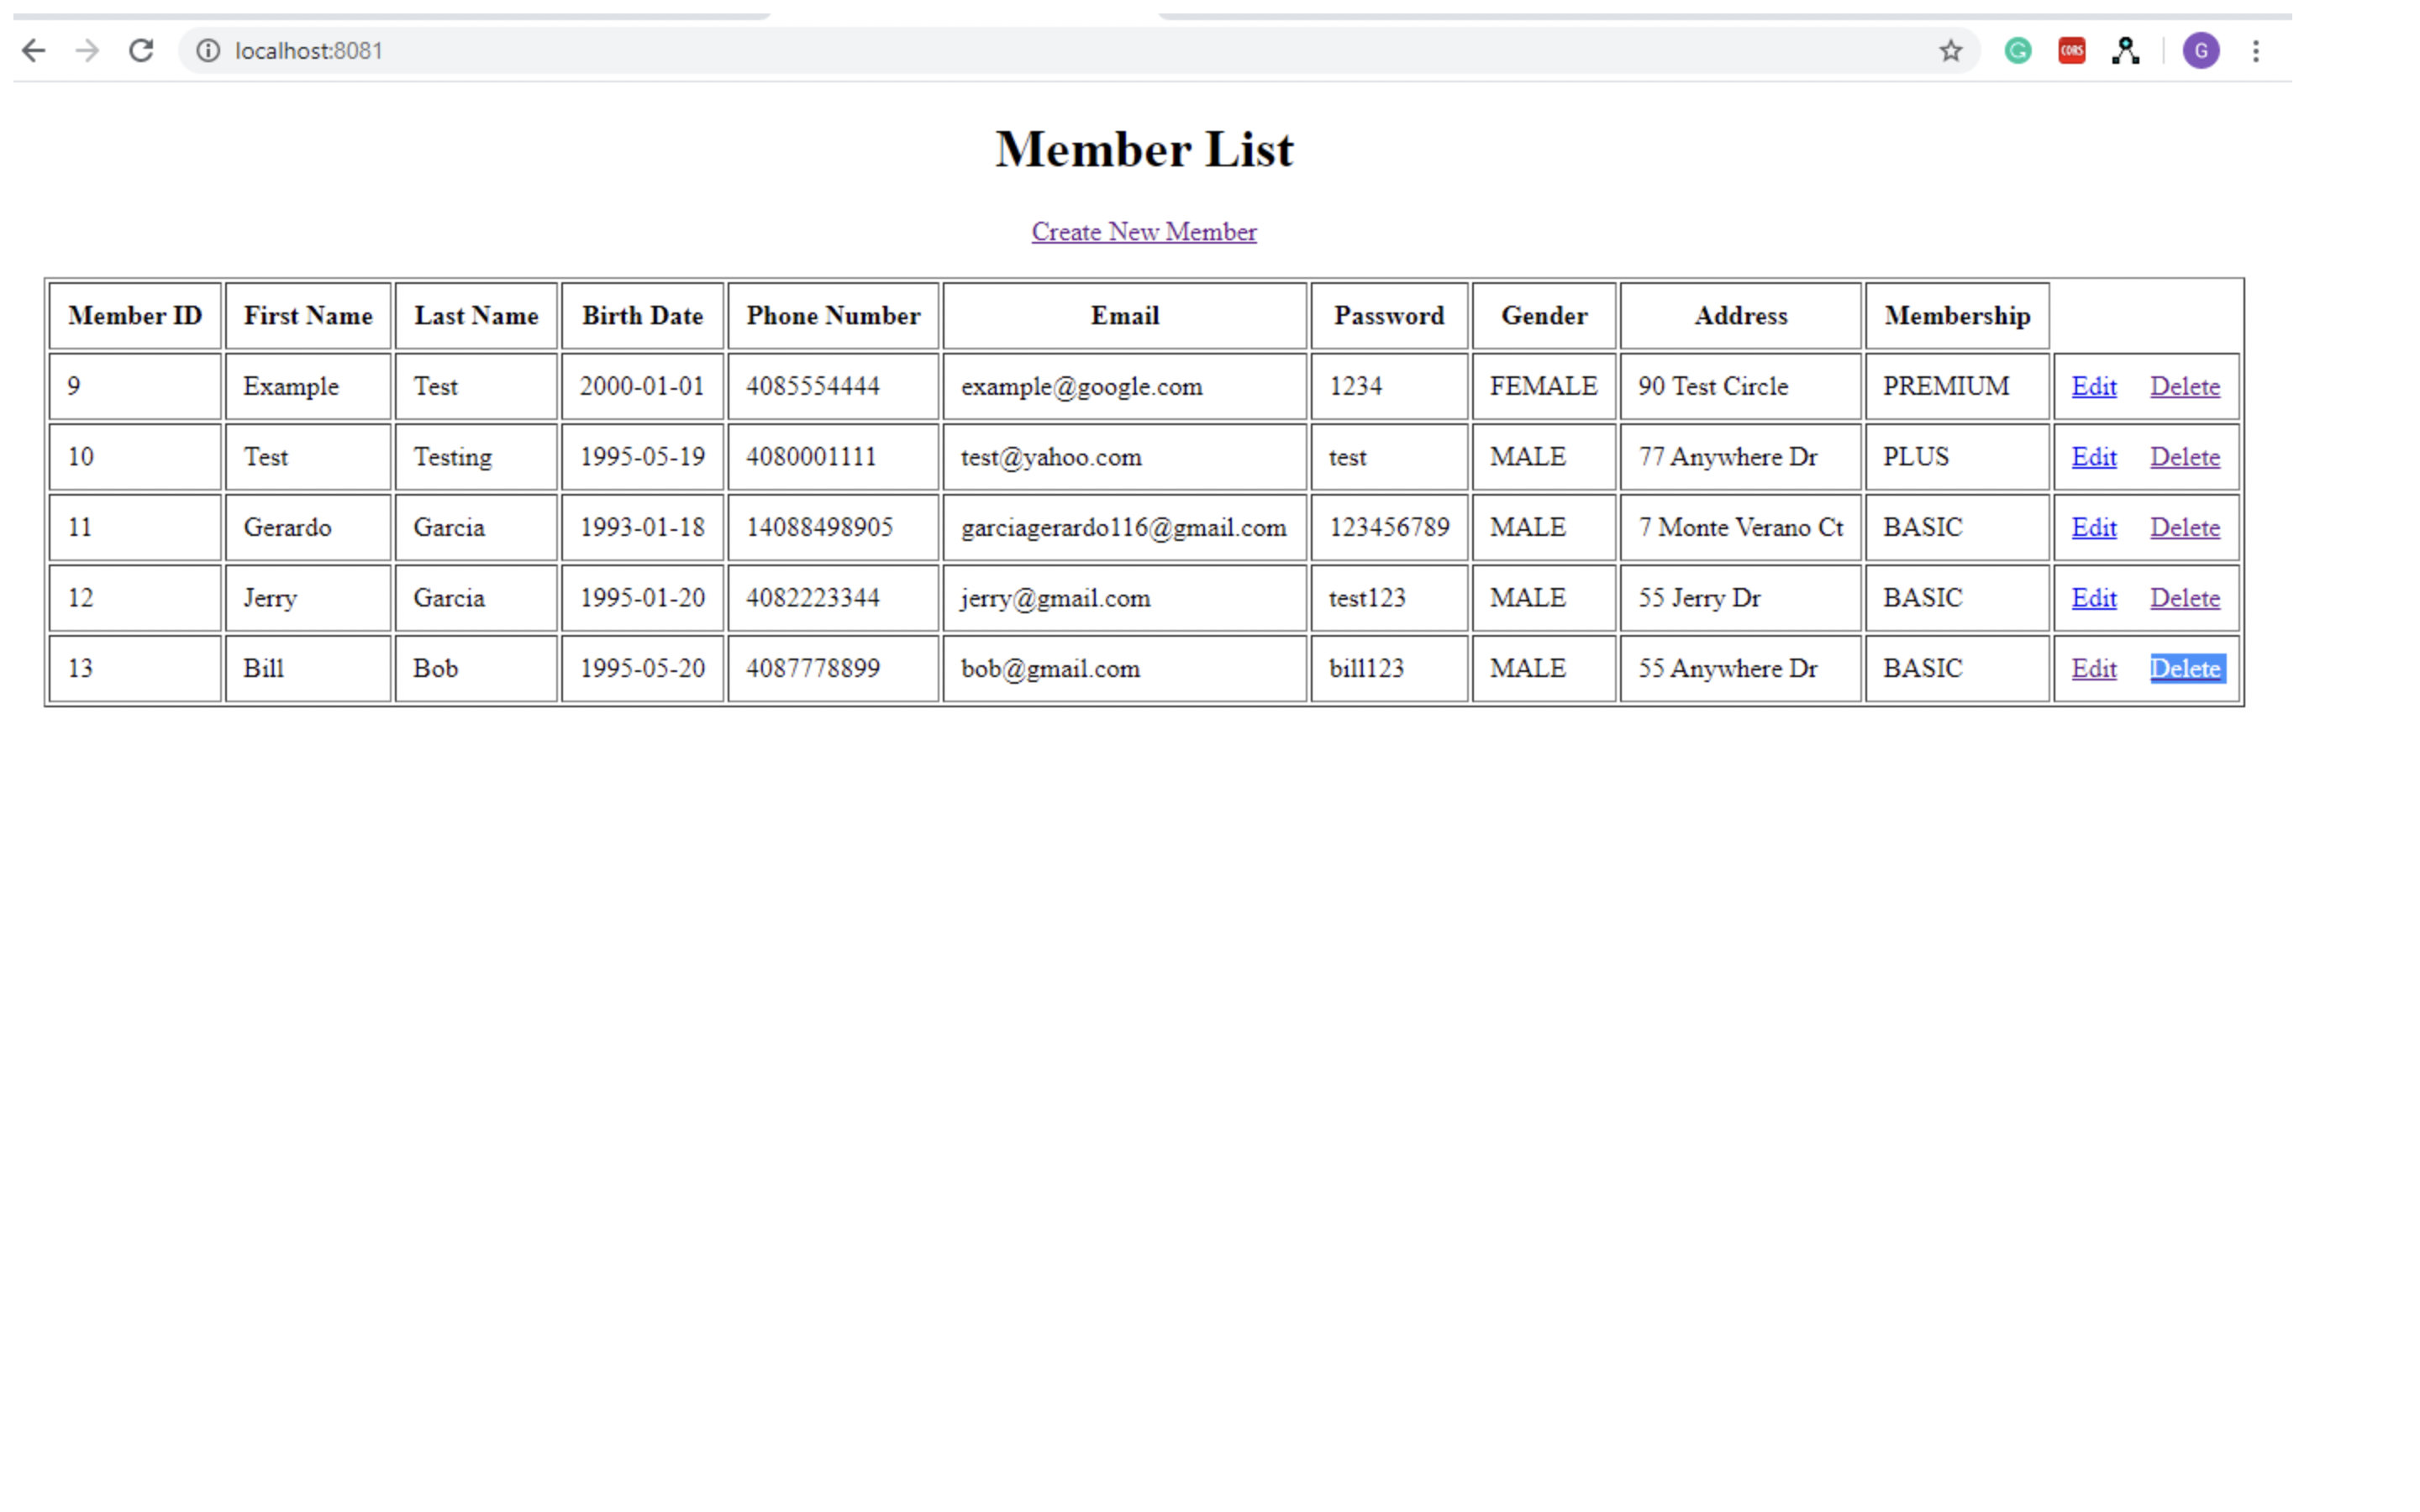 localhost:8081
CORS
G
Member List
Create New Member
Member ID First Name Last Name Birth Date Phone Number Email Password Gender Address Membership
9 Example Test 2000-01-01 4085554444 example@google.com 1234 FEMALE 90 Test Circle PREMIUM Edit Delete
10 Test Testing 1995-05-19 4080001111 test@yahoo.com test MALE 77 Anywhere Dr PLUS Edit Delete
11 Gerardo Garcia 1993-01-18 14088498905 garciagerardo116@gmail.com 123456789 MALE 7 Monte Verano Ct BASIC Edit Delete
12 Jerry Garcia 1995-01-20 4082223344 jerry@gmail.com test123 MALE 55 Jerry Dr BASIC Edit Delete
13 Bill Bob 1995-05-20 4087778899 bob@gmail.com bill123 MALE 55 Anywhere Dr BASIC Edit Delete